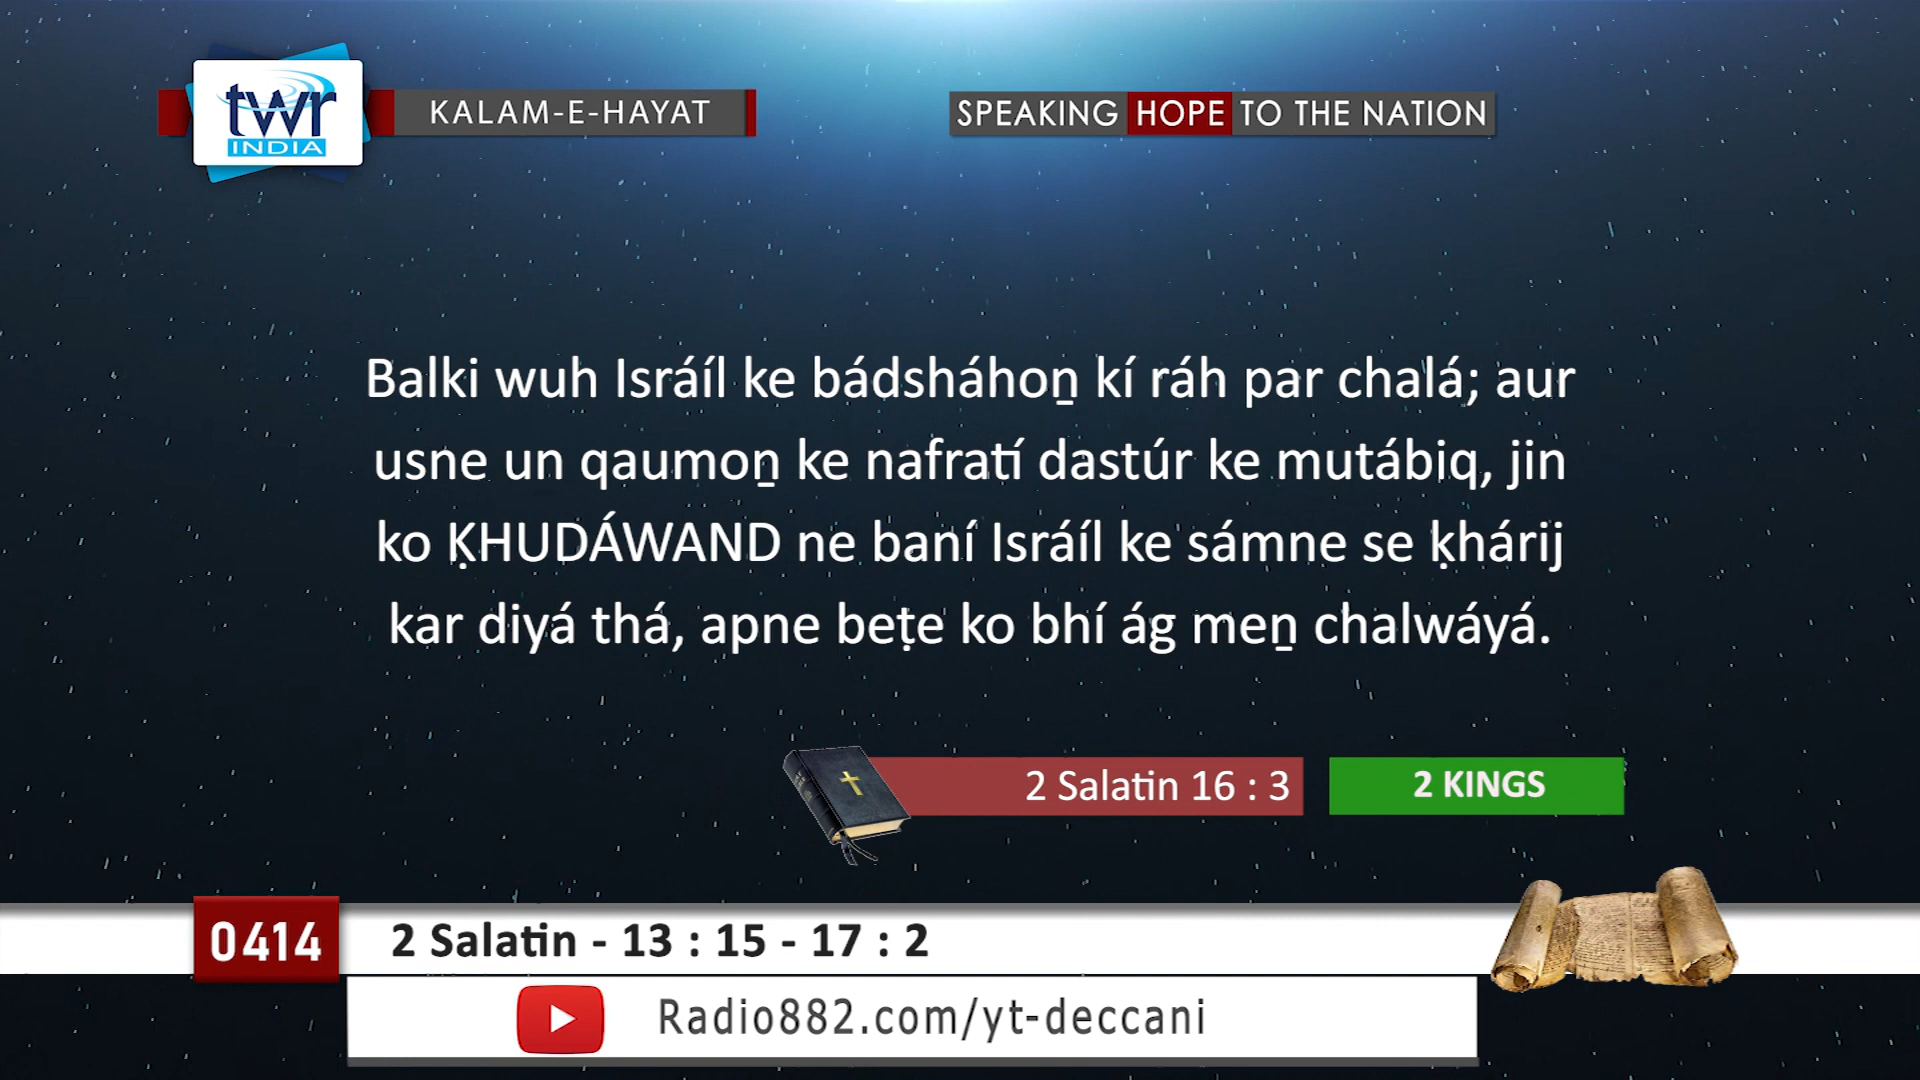 twr
INDIA
KALAM-E-HAYAT
SPEAKING HOPE TO THE NATION
Balki wuh Isráíl ke bádsháhoṉ kí ráh par chalá; aur
usne un qaumoṉ ke nafratí dastúr ke mutábiq, jin
ko ḲHUDÁWAND ne baní Isráíl ke sámne se ḳhárij
kar diyá thá, apne beṭe ko bhí ág meṉ chalwáyá.
2 Salatin 16 : 3
2 KINGS
0414
2 Salatin - 13 : 15 - 17 : 2
Radio882.com/yt-deccani